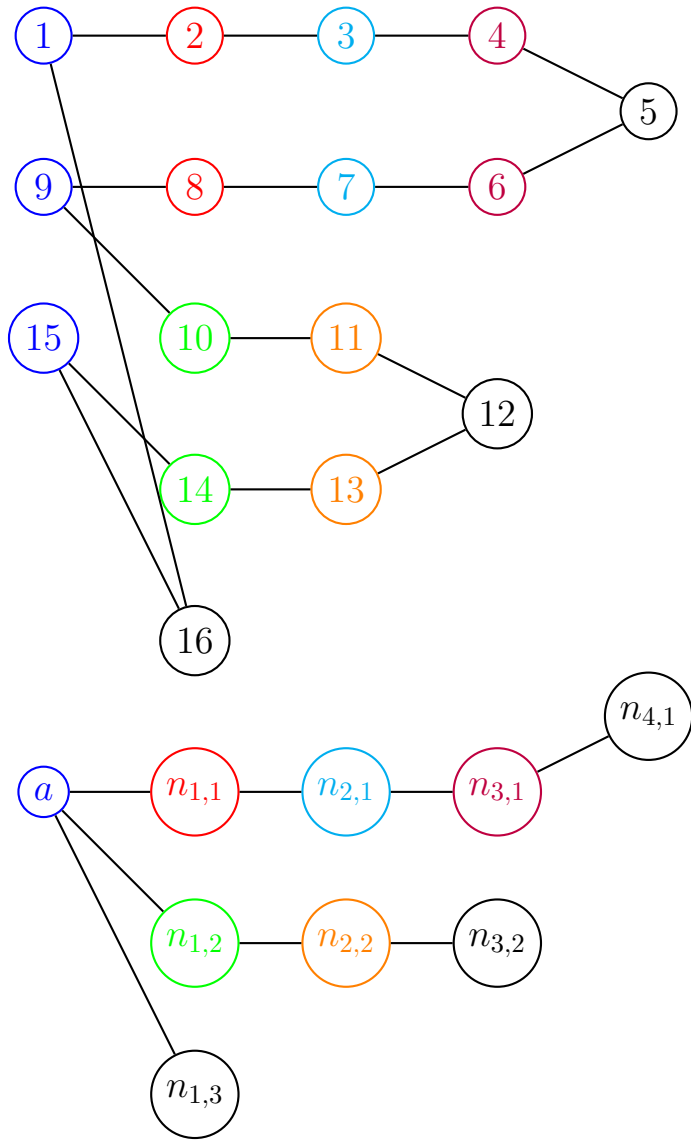 1 2 3 4
5
9 8 7 6
15 10 11
12
14 13
16
n_{4,1}
a n_{1,1} n_{2,1} n_{3,1}
n_{1,2} n_{2,2} n_{3,2}
n_{1,3}